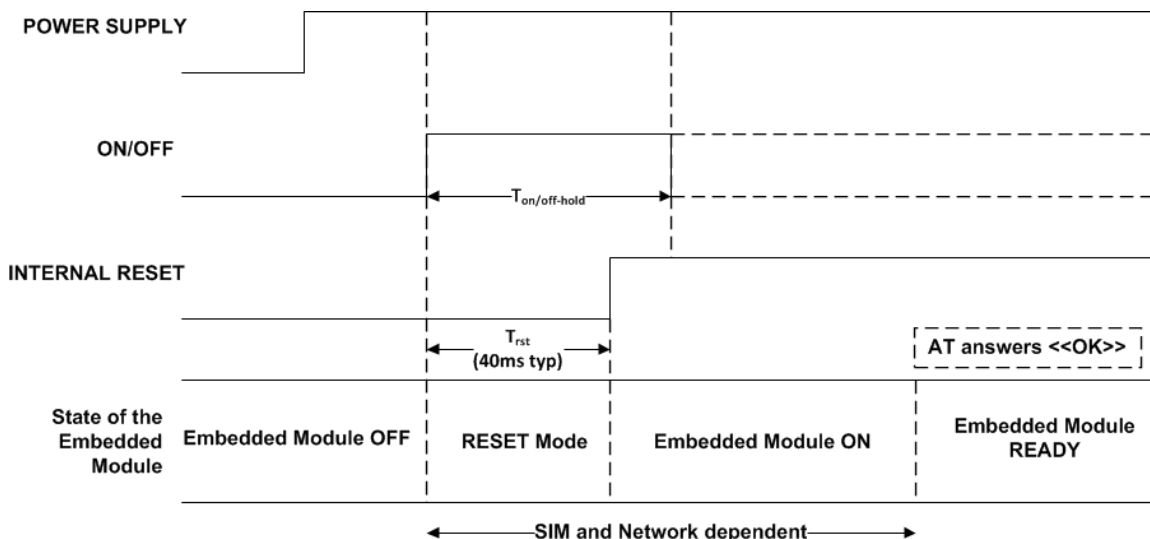 POWER SUPPLY
ON/OFF
Ton/off-hold
INTERNAL RESET
Trst
(40ms typ)
AT answers <<OK>>
State of the
Embedded
Module
Embedded Module OFF
RESET Mode
Embedded Module ON
Embedded Module
READY
SIM and Network dependent